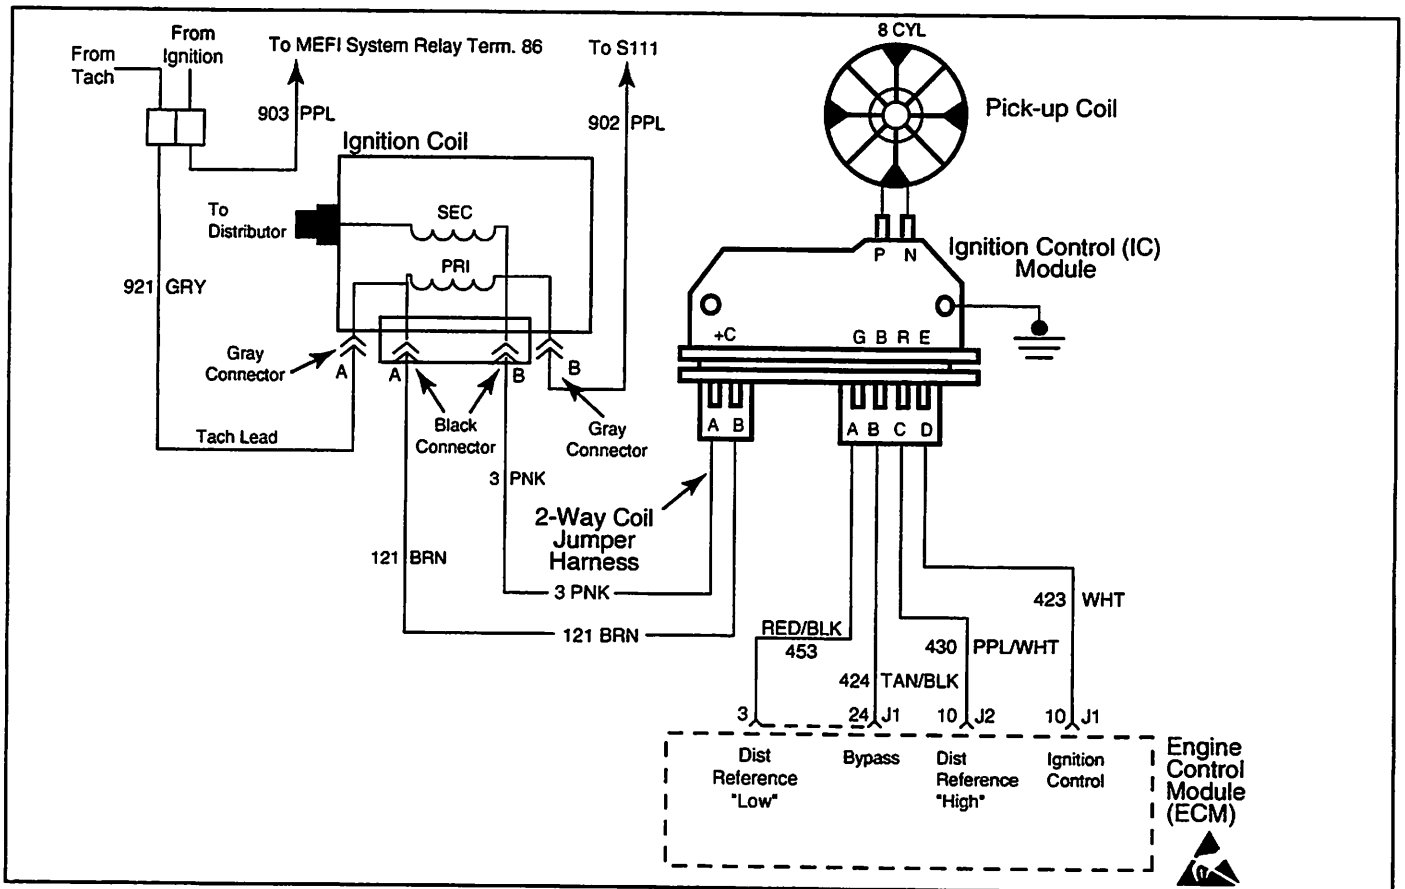 8 CYL
From
Ignition
To MEFI System Relay Term. 86
To S111
From
Tach
903 PPL
902 PPL
Pick-up Coil
Ignition Coil
To
Distributor
SEC
PRI
P N
Ignition Control (IC)
Module
921 GRY
+C
G B R E
Gray
Connector
A
A
B
B
Black
Connector
Gray
Connector
Tach Lead
A B
A B C D
3 PNK
2-Way Coil
Jumper
Harness
121 BRN
3 PNK
121 BRN
423 WHT
RED/BLK
453
430 PPL/WHT
424 TAN/BLK
3
24 J1
10 J2
10 J1
Dist
Reference
"Low"
Bypass
Dist
Reference
"High"
Ignition
Control
Engine
Control
Module
(ECM)